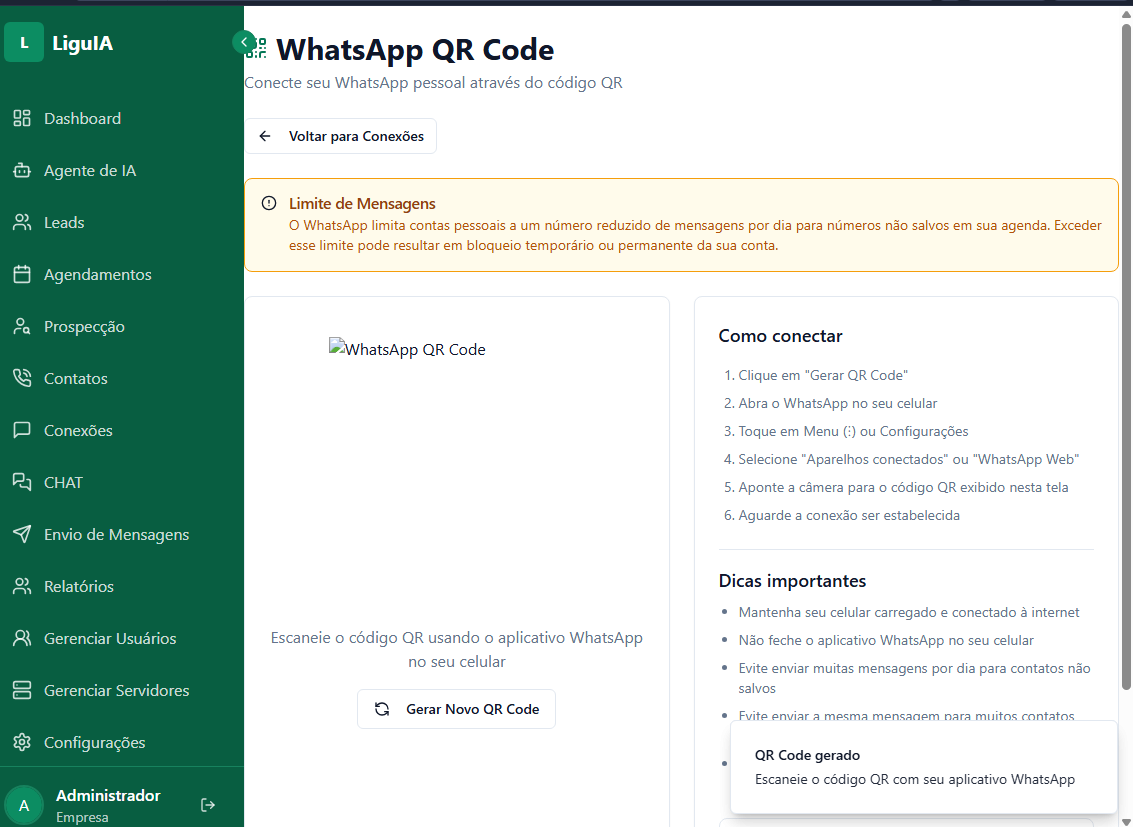 L
LiguIA
Dashboard
Agente de IA
Leads
Agendamentos
Prospecção
Contatos
Conexões
CHAT
Envio de Mensagens
Relatórios
Gerenciar Usuários
Gerenciar Servidores
Configurações
A
Administrador
Empresa
WhatsApp QR Code
Conecte seu WhatsApp pessoal através do código QR
Voltar para Conexões
Limite de Mensagens
O WhatsApp limita contas pessoais a um número reduzido de mensagens por dia para números não salvos em sua agenda. Exceder
esse limite pode resultar em bloqueio temporário ou permanente da sua conta.
WhatsApp QR Code
Escaneie o código QR usando o aplicativo WhatsApp
no seu celular
Gerar Novo QR Code
Como conectar
1. Clique em "Gerar QR Code"
2. Abra o WhatsApp no seu celular
3. Toque em Menu (⋮) ou Configurações
4. Selecione "Aparelhos conectados" ou "WhatsApp Web"
5. Aponte a câmera para o código QR exibido nesta tela
6. Aguarde a conexão ser estabelecida
Dicas importantes
• Mantenha seu celular carregado e conectado à internet
• Não feche o aplicativo WhatsApp no seu celular
• Evite enviar muitas mensagens por dia para contatos não
salvos
• Evite enviar a mesma mensagem para muitos contatos
QR Code gerado
Escaneie o código QR com seu aplicativo WhatsApp